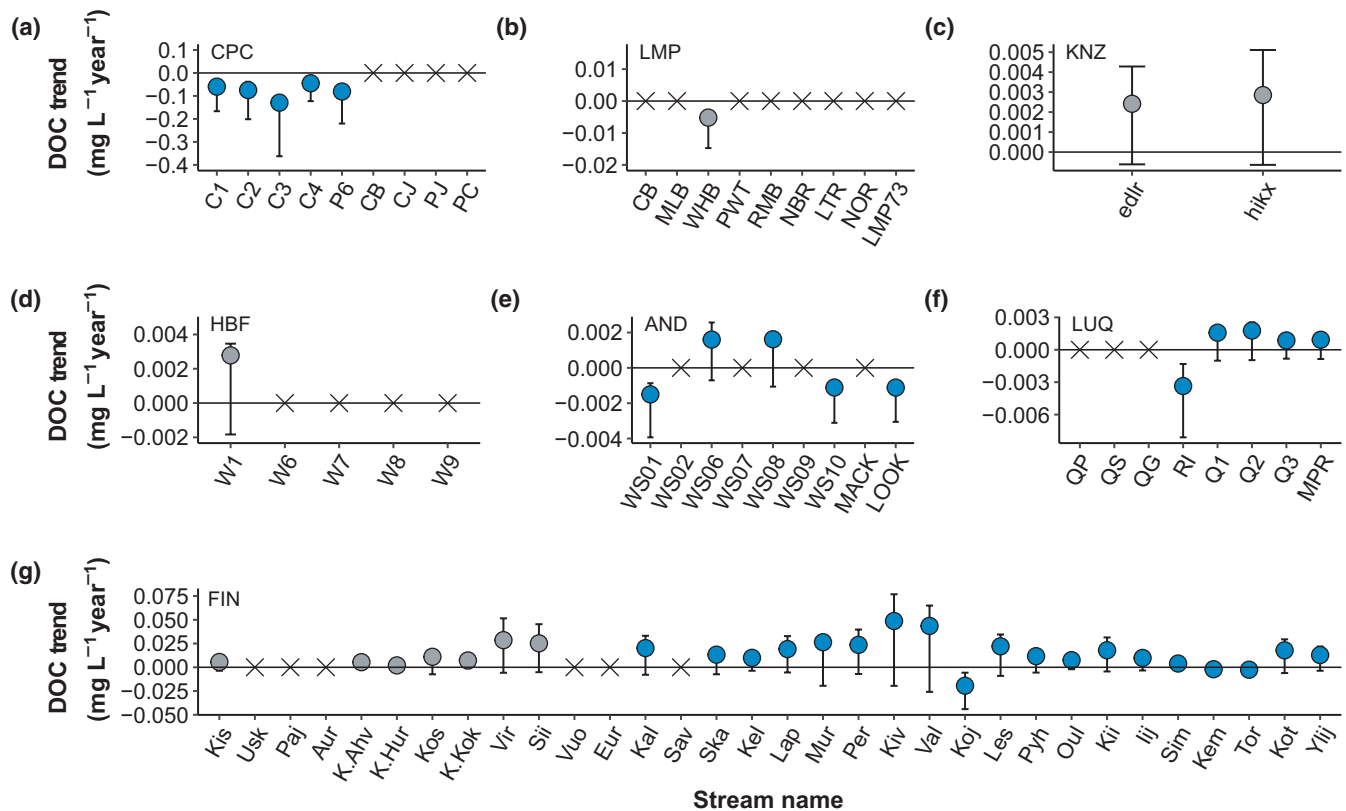 (a)
CPC
DOC trend
(mg L−1 year−1)
0.1
0.0
−0.1
−0.2
−0.3
−0.4
C1 C2 C3 C4 P6 CB CJ PJ PC
(b)
LMP
0.01
0.00
−0.01
−0.02
CB MLB WHB PWT RMB NBR LTR NOR LMP73
(c)
KNZ
0.005
0.004
0.003
0.002
0.001
0.000
edlr hikx
(d)
HBF
DOC trend
(mg L−1 year−1)
0.004
0.002
0.000
−0.002
W1 W6 W7 W8 W9
(e)
AND
0.002
0.000
−0.002
−0.004
WS01 WS02 WS06 WS07 WS08 WS09 WS10 MACK LOOK
(f)
LUQ
0.003
0.000
−0.003
−0.006
QP QS QG RI Q1 Q2 Q3 MPR
(g)
FIN
DOC trend
(mg L−1 year−1)
0.075
0.050
0.025
0.000
−0.025
−0.050
Kis Usk Paj Aur K.Ahv K.Hur Kos K.Kok Vir Sil Vuo Eur Kal Sav Ska Kel Lap Mur Per Kiv Val Koj Les Pyh Oul Kii Iij Sim Kem Tor Kot Ylij
Stream name